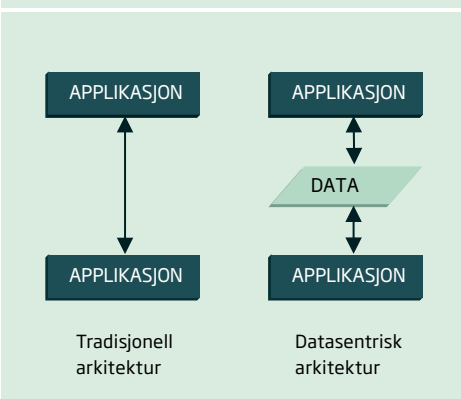 APPLIKASJON
APPLIKASJON
Tradisjonell
arkitektur
APPLIKASJON
DATA
APPLIKASJON
Datasentrisk
arkitektur